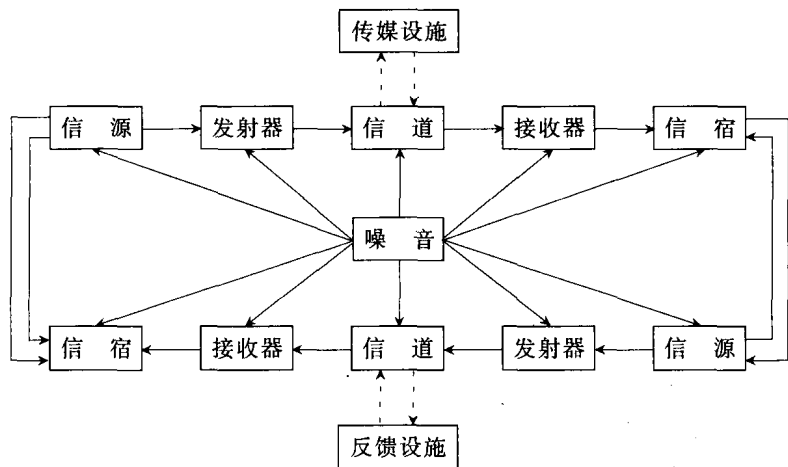 传媒设施
信 源
发射器
信 道
接收器
信 宿
噪 音
信 宿
接收器
信 道
发射器
信 源
反馈设施